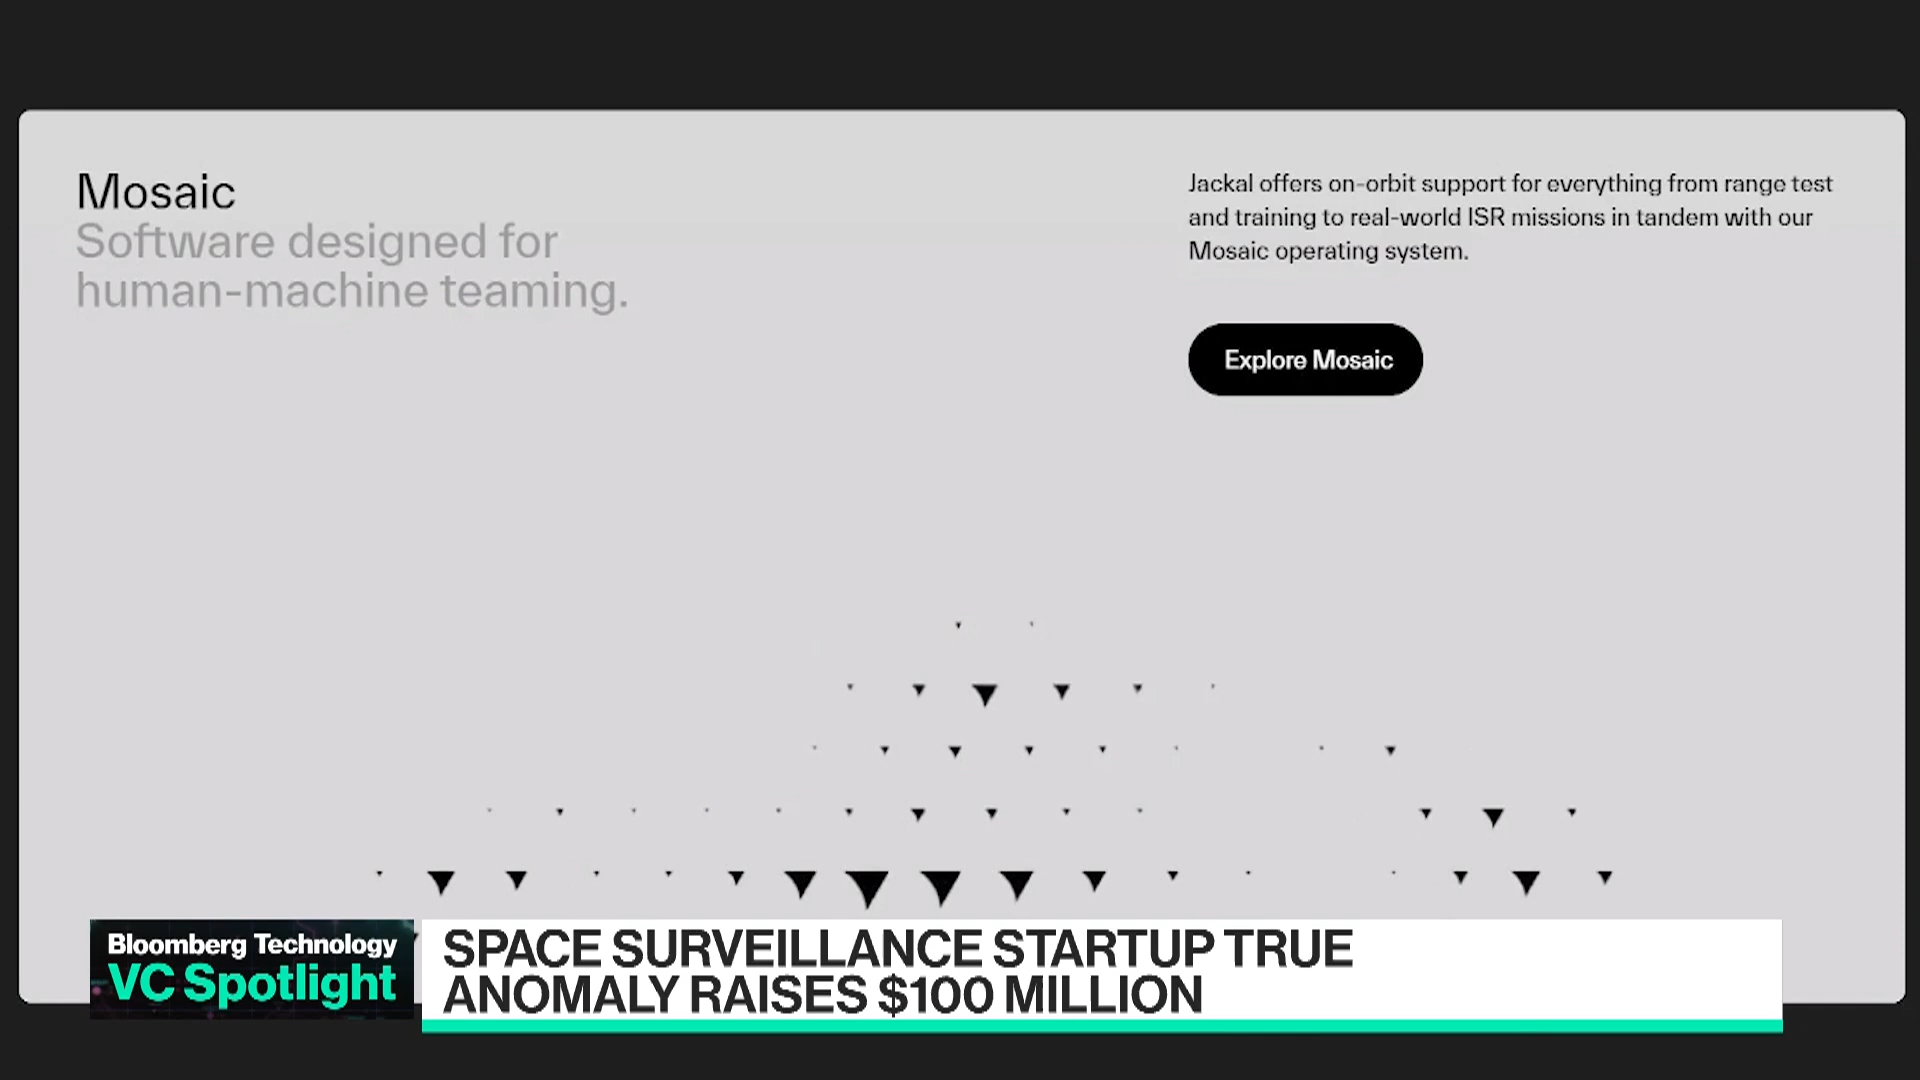 Mosaic
Software designed for
human-machine teaming.
Jackal offers on-orbit support for everything from range test
and training to real-world ISR missions in tandem with our
Mosaic operating system.
Explore Mosaic
Bloomberg Technology
VC Spotlight
SPACE SURVEILLANCE STARTUP TRUE
ANOMALY RAISES $100 MILLION